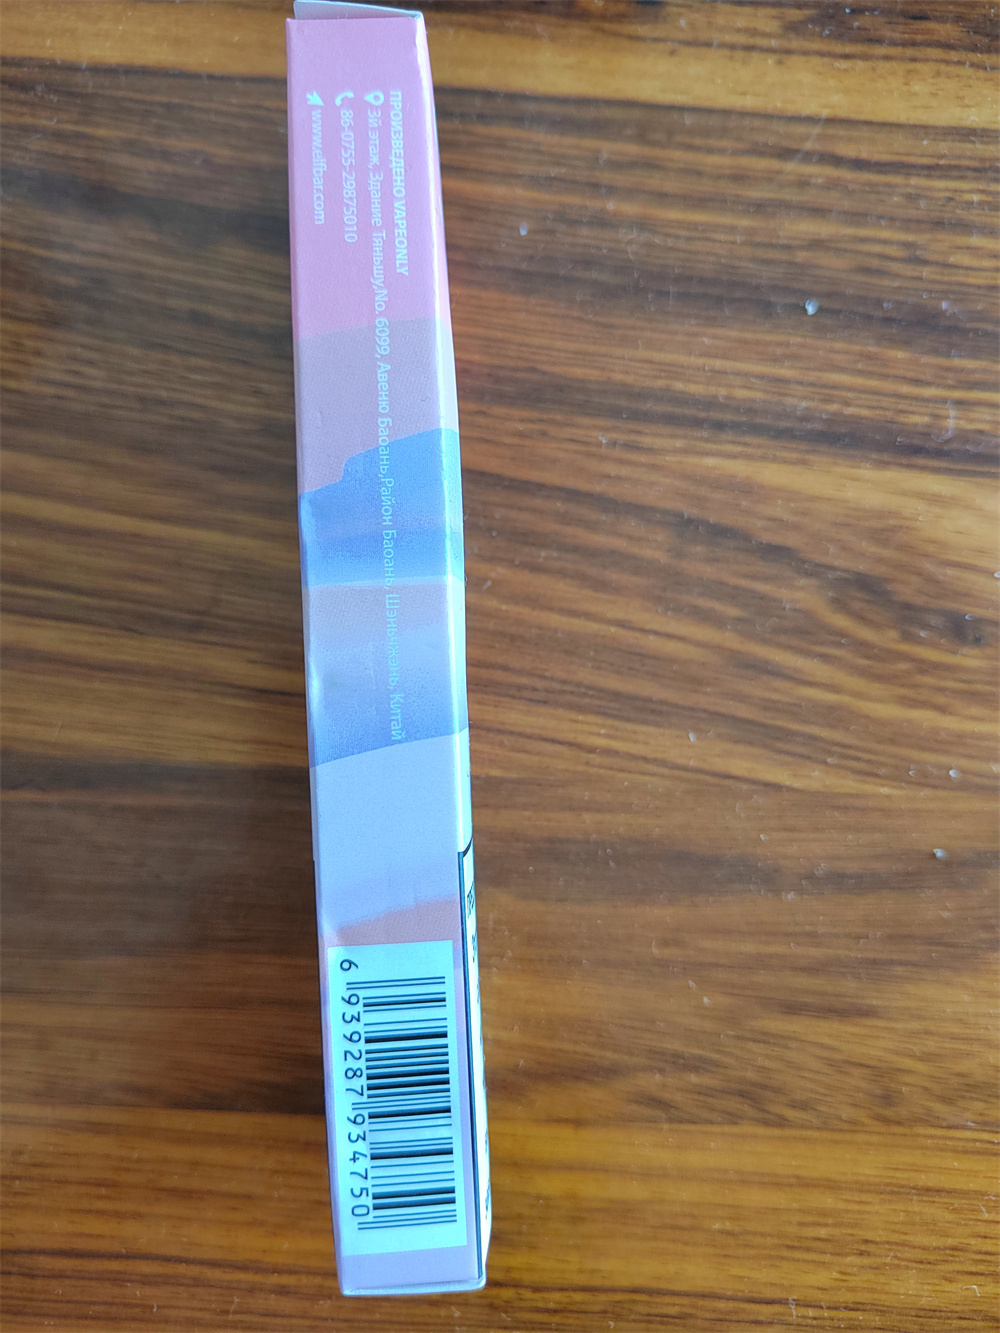 ПРОИЗВЕДЕНО VAPEONLY
3й этаж, Здание Тяньшу,No. 6099, Авеню Баоань,Район Баоань, Шэньчжэнь, Китай
86-0755-29875010
www.elfbar.com
6 939287 934750